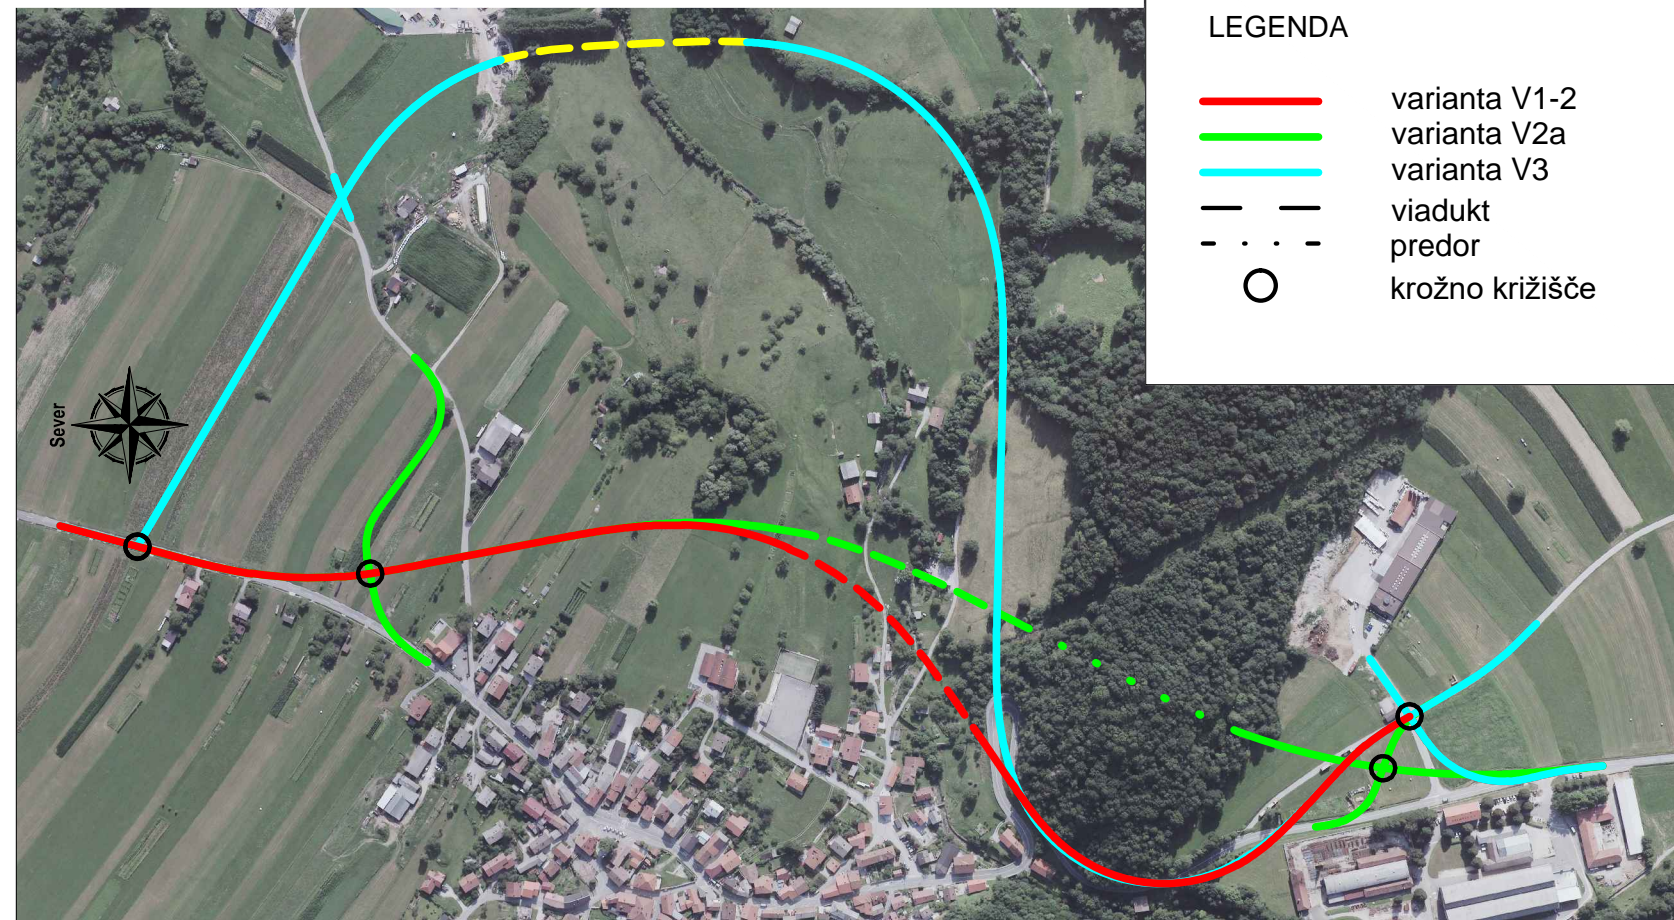 LEGENDA
varianta V1-2
varianta V2a
varianta V3
viadukt
predor
krožno križišče
Sever